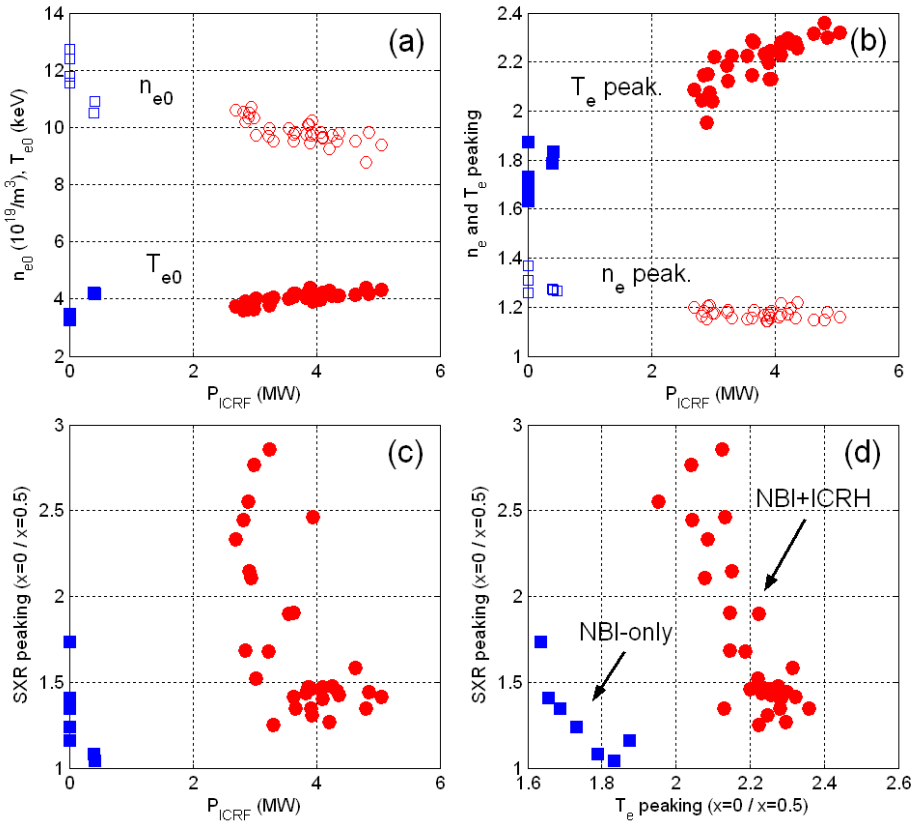 (a)
n_e0
T_e0
14
12
10
8
6
4
2
0
2
4
6
P_ICRF (MW)
n_e0 (10^19/m^3), T_e0 (keV)
(b)
T_e peak.
n_e peak.
2.4
2.2
2
1.8
1.6
1.4
1.2
1
0
2
4
6
P_ICRF (MW)
n_e and T_e peaking
(c)
3
2.5
2
1.5
1
0
2
4
6
P_ICRF (MW)
SXR peaking (x=0 / x=0.5)
(d)
NBI+ICRH
NBI-only
3
2.5
2
1.5
1
1.6
1.8
2
2.2
2.4
2.6
T_e peaking (x=0 / x=0.5)
SXR peaking (x=0 / x=0.5)